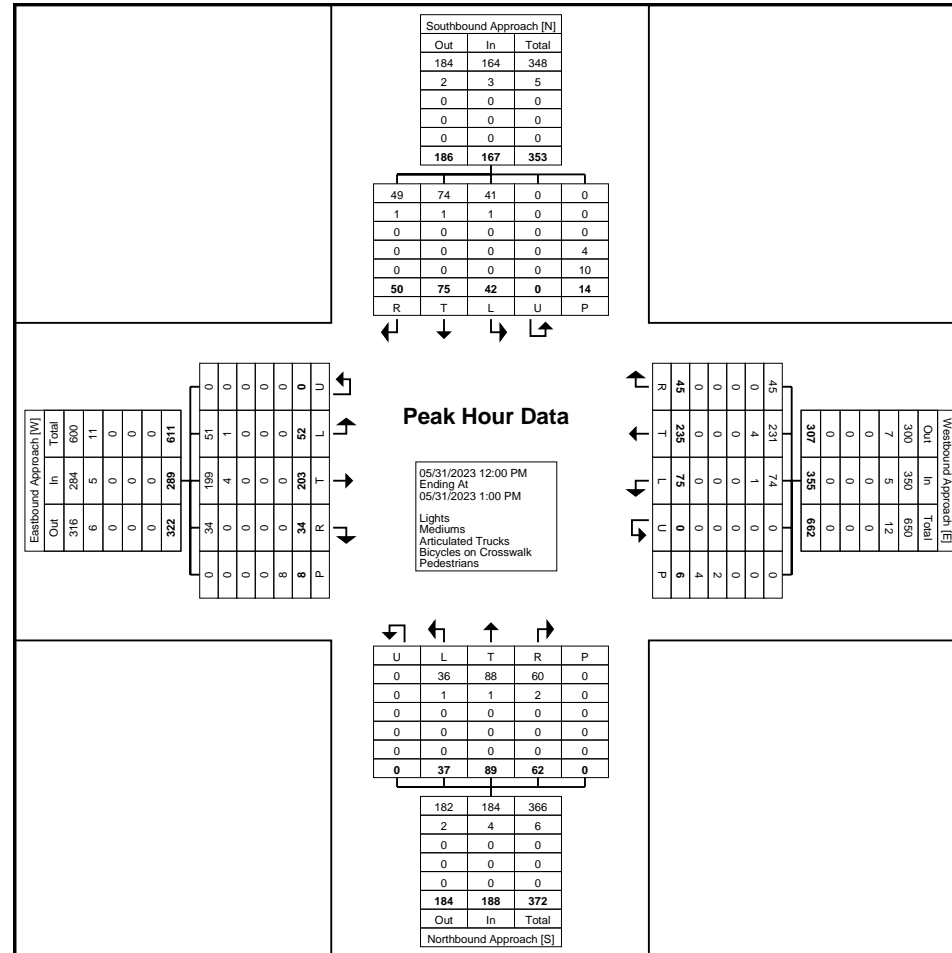 Southbound Approach [N]
Out In Total
184 164 348
2 3 5
0 0 0
0 0 0
0 0 0
186 167 353
49 74 41 0 0
1 1 1 0 0
0 0 0 0 0
0 0 0 0 4
0 0 0 0 10
50 75 42 0 14
R T L U P
U L T R P
0 52 203 34 8
0 0 0 0 8
0 0 0 0 0
0 0 0 0 0
0 1 4 0 0
0 51 199 34 0
611 289 322
0 0 0
0 0 0
0 0 0
11 5 6
600 284 316
Total In Out
Eastbound Approach [W]
Peak Hour Data
05/31/2023 12:00 PM
Ending At
05/31/2023 1:00 PM
Lights
Mediums
Articulated Trucks
Bicycles on Crosswalk
Pedestrians
Westbound Approach [E]
Out In Total
300 350 650
7 5 12
0 0 0
0 0 0
0 0 0
307 355 662
45 231 74 0 0
0 4 1 0 0
0 0 0 0 0
0 0 0 0 2
0 0 0 0 4
45 235 75 0 6
R T L U P
U L T R P
0 36 88 60 0
0 1 1 2 0
0 0 0 0 0
0 0 0 0 0
0 0 0 0 0
0 37 89 62 0
182 184 366
2 4 6
0 0 0
0 0 0
0 0 0
184 188 372
Out In Total
Northbound Approach [S]